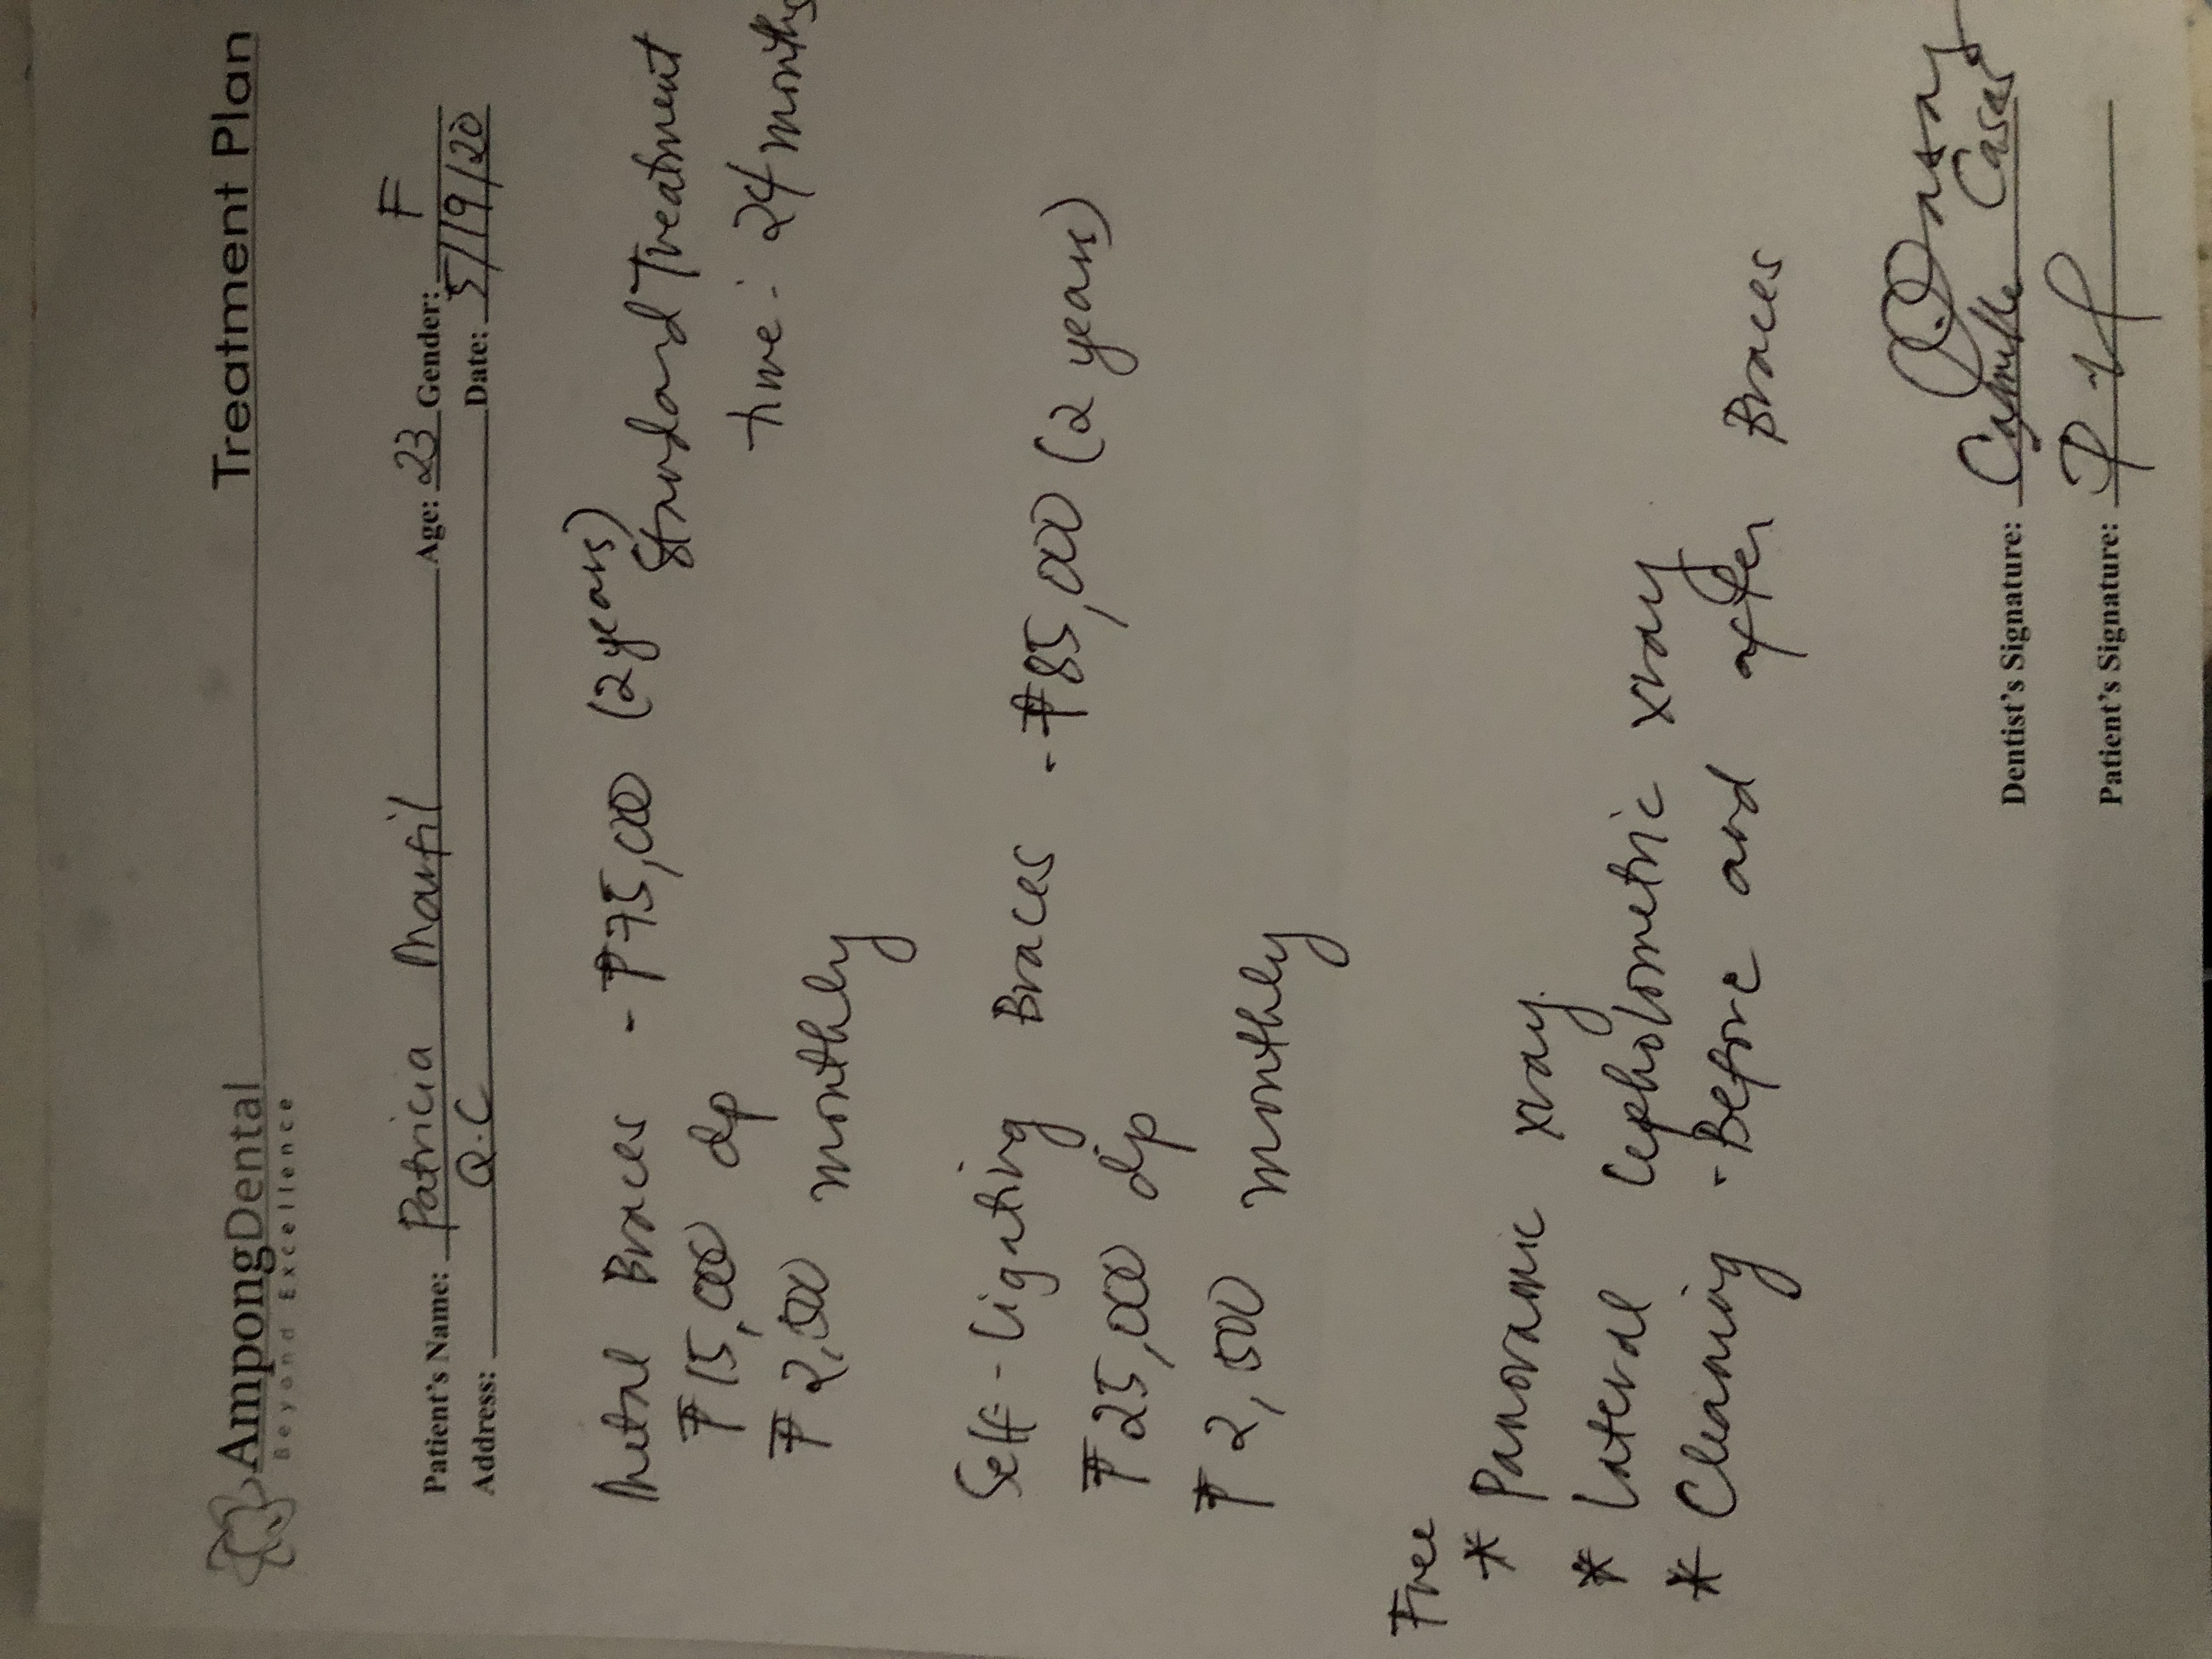 AmpongDental
Beyond Excellence
Treatment Plan
Patient's Name: Patricia Marfil Age: 23 Gender: F
Address: Q.C Date: 5/19/20
Metal Braces - ₱75,000 (2 years)
Standard Treatment
time: 24 months
₱15,000 dp
₱2,500 monthly
Self-ligating Braces - ₱85,000 (2 years)
₱25,000 dp
₱2,500 monthly
Free
* Panoramic xray.
* Lateral Cepholometric xray
* Cleaning - Before and after Braces
Dentist's Signature: Camille Casas
Patient's Signature: